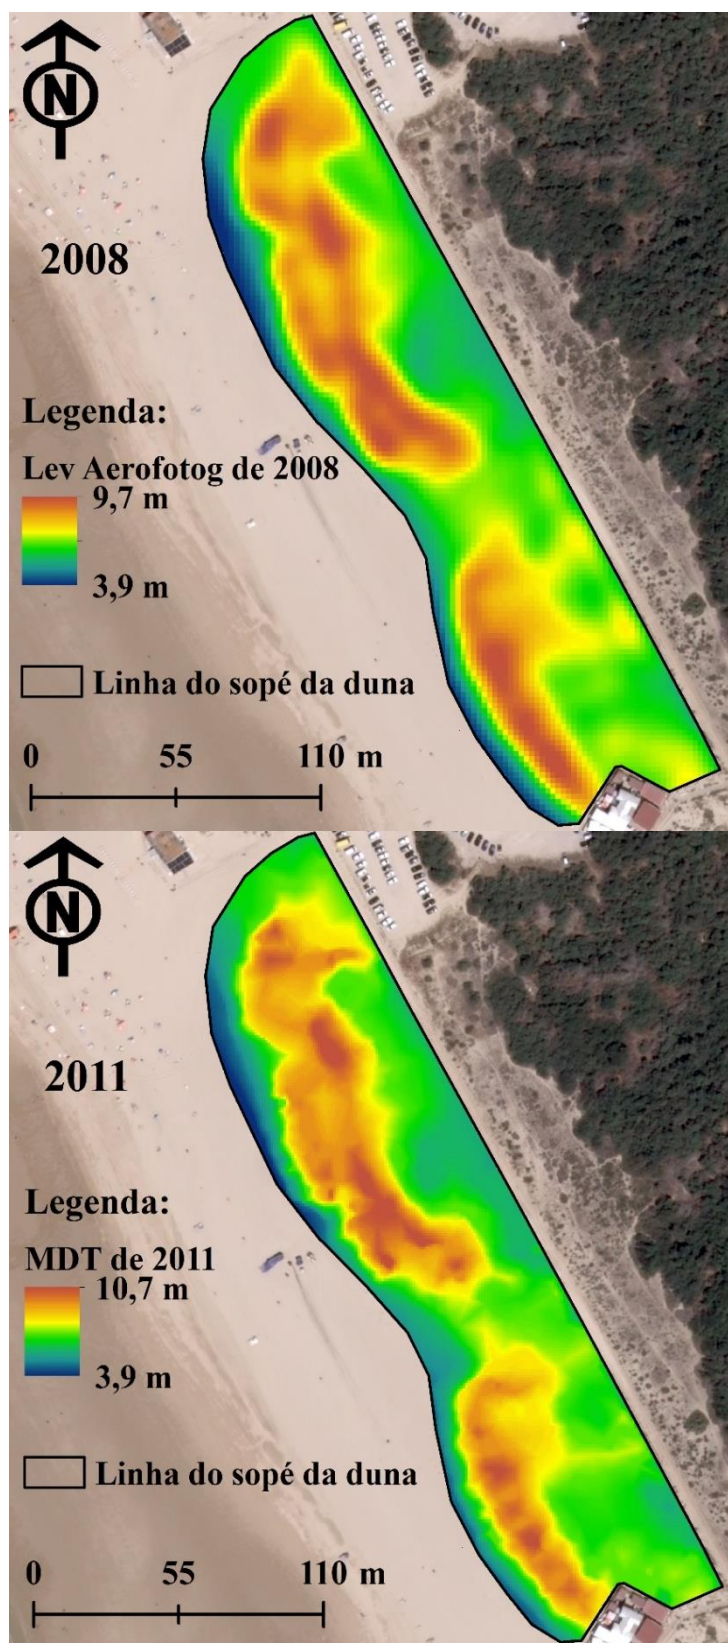 N
2008
Legenda:
Lev Aerofotog de 2008
9,7 m
3,9 m
Linha do sopé da duna
0 55 110 m
N
2011
Legenda:
MDT de 2011
10,7 m
3,9 m
Linha do sopé da duna
0 55 110 m